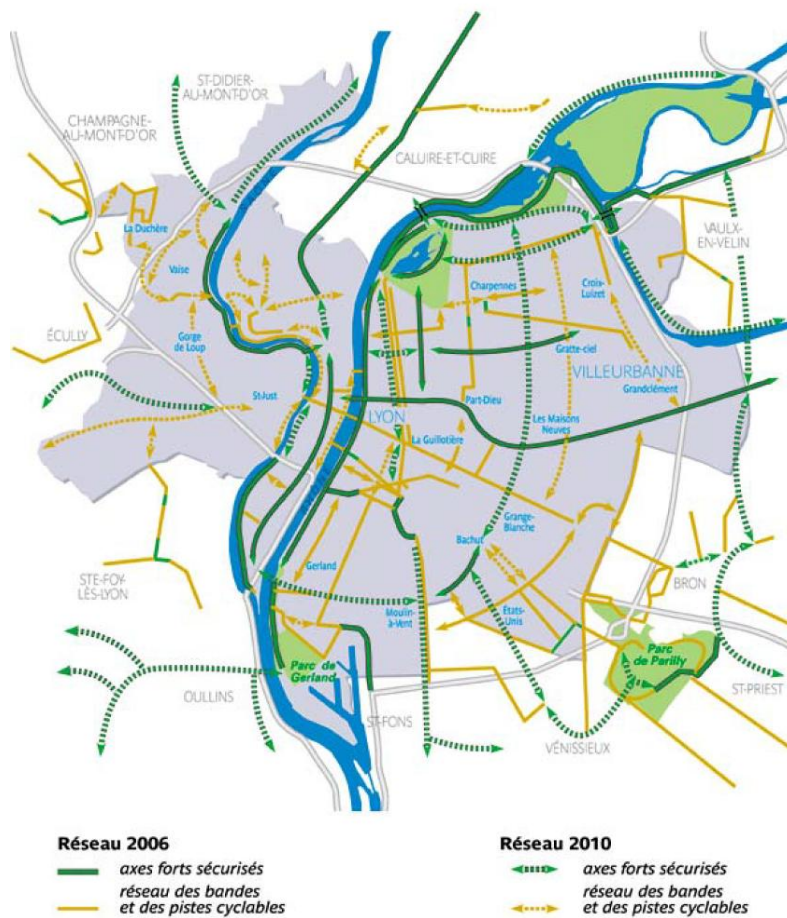 ST-DIDIER-
AU-MONT-D'OR
CHAMPAGNE-
AU-MONT-D'OR
CALUIRE-ET-CUIRE
La Duchère
VAULX-
EN-VELIN
Vaise
Charpennes
Croix-
Luizet
ÉCULLY
Gorge
de Loup
Gratte-ciel
VILLEURBANNE
St-Just
Part-Dieu
Grandclément
LYON
Les Maisons
Neuves
La Guillotière
Grange-
Blanche
Bachut
Gerland
STE-FOY-
LÈS-LYON
BRON
Moulin-
à-Vent
États-
Unis
Parc de
Gerland
Parc
de Parilly
OULLINS
ST-PRIEST
ST-FONS
VÉNISSIEUX
Réseau 2006
axes forts sécurisés
réseau des bandes
et des pistes cyclables
Réseau 2010
axes forts sécurisés
réseau des bandes
et des pistes cyclables